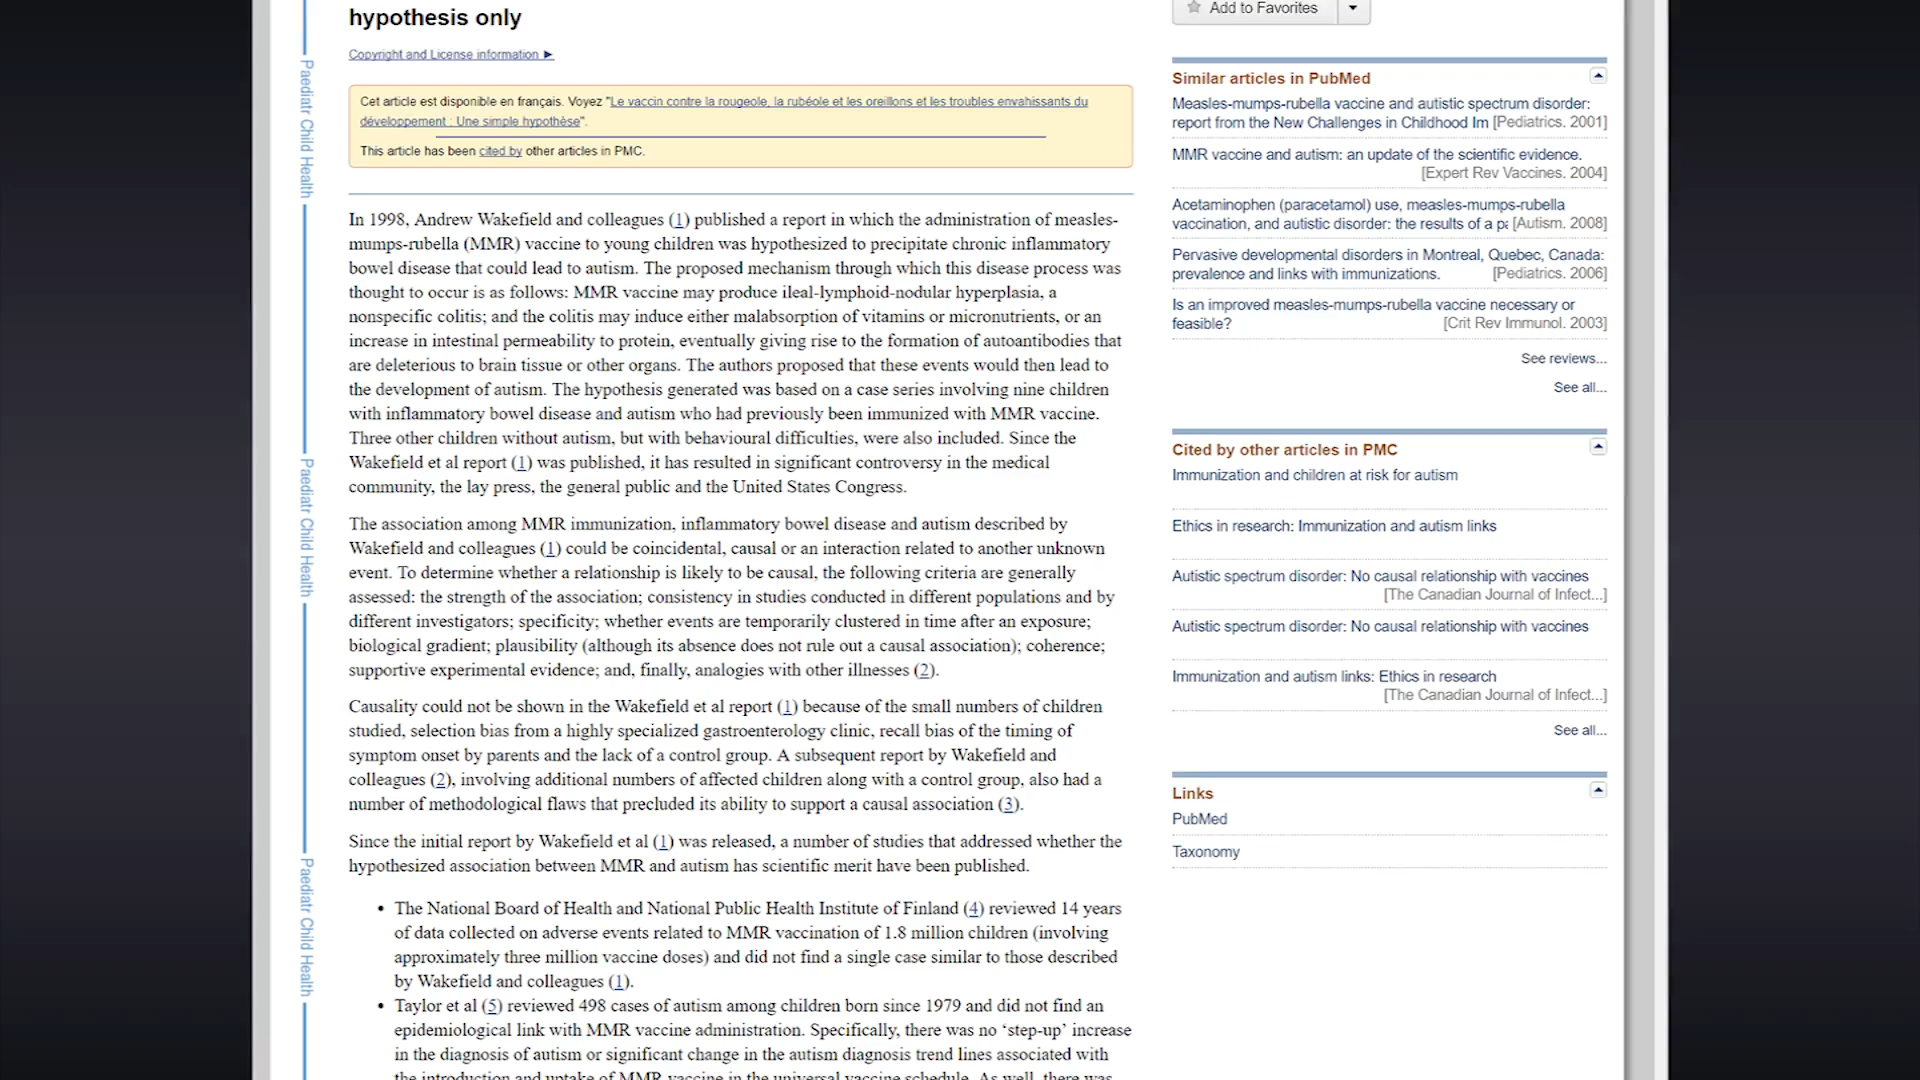 hypothesis only
Add to Favorites
Copyright and License information ►
Cet article est disponible en français. Voyez "Le vaccin contre la rougeole, la rubéole et les oreillons et les troubles envahissants du
développement : Une simple hypothèse".
This article has been cited by other articles in PMC.
In 1998, Andrew Wakefield and colleagues (1) published a report in which the administration of measles-
mumps-rubella (MMR) vaccine to young children was hypothesized to precipitate chronic inflammatory
bowel disease that could lead to autism. The proposed mechanism through which this disease process was
thought to occur is as follows: MMR vaccine may produce ileal-lymphoid-nodular hyperplasia, a
nonspecific colitis; and the colitis may induce either malabsorption of vitamins or micronutrients, or an
increase in intestinal permeability to protein, eventually giving rise to the formation of autoantibodies that
are deleterious to brain tissue or other organs. The authors proposed that these events would then lead to
the development of autism. The hypothesis generated was based on a case series involving nine children
with inflammatory bowel disease and autism who had previously been immunized with MMR vaccine.
Three other children without autism, but with behavioural difficulties, were also included. Since the
Wakefield et al report (1) was published, it has resulted in significant controversy in the medical
community, the lay press, the general public and the United States Congress.
The association among MMR immunization, inflammatory bowel disease and autism described by
Wakefield and colleagues (1) could be coincidental, causal or an interaction related to another unknown
event. To determine whether a relationship is likely to be causal, the following criteria are generally
assessed: the strength of the association; consistency in studies conducted in different populations and by
different investigators; specificity; whether events are temporarily clustered in time after an exposure;
biological gradient; plausibility (although its absence does not rule out a causal association); coherence;
supportive experimental evidence; and, finally, analogies with other illnesses (2).
Causality could not be shown in the Wakefield et al report (1) because of the small numbers of children
studied, selection bias from a highly specialized gastroenterology clinic, recall bias of the timing of
symptom onset by parents and the lack of a control group. A subsequent report by Wakefield and
colleagues (2), involving additional numbers of affected children along with a control group, also had a
number of methodological flaws that precluded its ability to support a causal association (3).
Since the initial report by Wakefield et al (1) was released, a number of studies that addressed whether the
hypothesized association between MMR and autism has scientific merit have been published.
• The National Board of Health and National Public Health Institute of Finland (4) reviewed 14 years
of data collected on adverse events related to MMR vaccination of 1.8 million children (involving
approximately three million vaccine doses) and did not find a single case similar to those described
by Wakefield and colleagues (1).
• Taylor et al (5) reviewed 498 cases of autism among children born since 1979 and did not find an
epidemiological link with MMR vaccine administration. Specifically, there was no ‘step-up’ increase
in the diagnosis of autism or significant change in the autism diagnosis trend lines associated with
the introduction and uptake of MMR vaccine in the universal vaccine schedule. As well, there was
Similar articles in PubMed
Measles-mumps-rubella vaccine and autistic spectrum disorder:
report from the New Challenges in Childhood Im [Pediatrics. 2001]
MMR vaccine and autism: an update of the scientific evidence.
[Expert Rev Vaccines. 2004]
Acetaminophen (paracetamol) use, measles-mumps-rubella
vaccination, and autistic disorder: the results of a pa [Autism. 2008]
Pervasive developmental disorders in Montreal, Quebec, Canada:
prevalence and links with immunizations. [Pediatrics. 2006]
Is an improved measles-mumps-rubella vaccine necessary or
feasible? [Crit Rev Immunol. 2003]
See reviews...
See all...
Cited by other articles in PMC
Immunization and children at risk for autism
Ethics in research: Immunization and autism links
Autistic spectrum disorder: No causal relationship with vaccines
[The Canadian Journal of Infect...]
Autistic spectrum disorder: No causal relationship with vaccines
Immunization and autism links: Ethics in research
[The Canadian Journal of Infect...]
See all...
Links
PubMed
Taxonomy
Paediatr Child Health
Paediatr Child Health
Paediatr Child Health